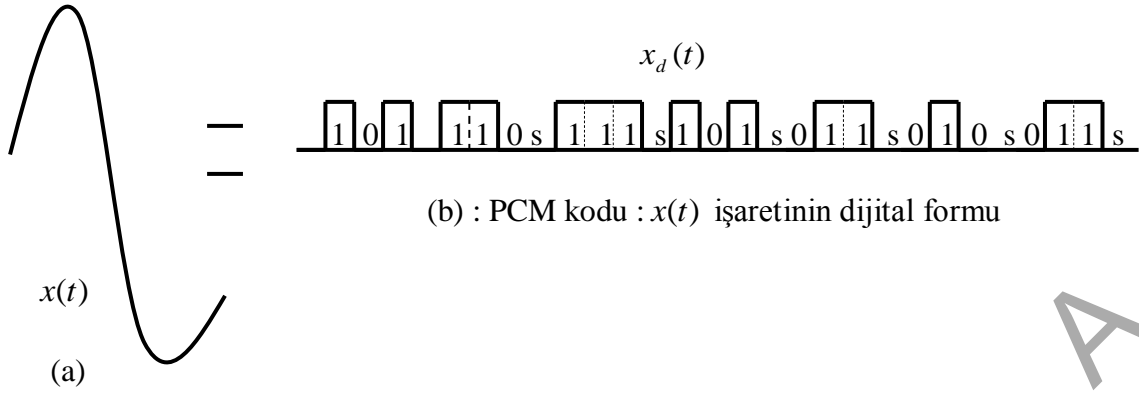 x_d(t)
1 0 1 1 1 0 s 1 1 1 s 1 0 1 s 0 1 1 s 0 1 0 s 0 1 1 s
(b) : PCM kodu : x(t) işaretinin dijital formu
x(t)
(a)
A